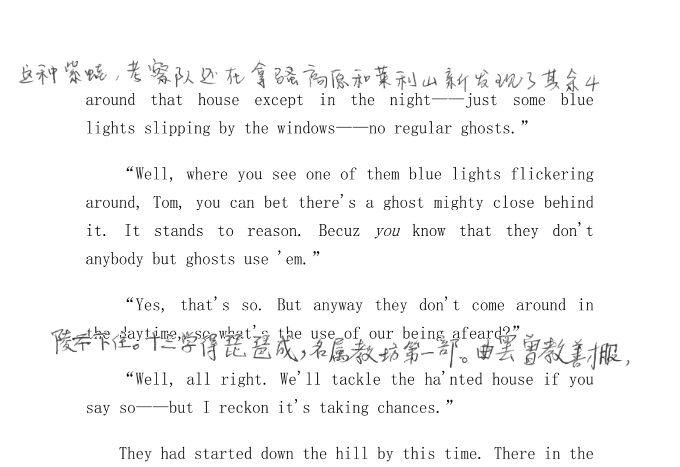 这种紫蛙,考察队还在拿骚高原和莱利山新发现了其余4
around that house except in the night——just some blue
lights slipping by the windows——no regular ghosts.”
“Well, where you see one of them blue lights flickering
around, Tom, you can bet there's a ghost mighty close behind
it. It stands to reason. Becuz you know that they don't
anybody but ghosts use 'em.”
“Yes, that's so. But anyway they don't come around in
the daytime, so what's the use of our being afeard?”
陵下住。十三学得琵琶成,名属教坊第一部。曲罢曾教善才服,
“Well, all right. We'll tackle the ha'nted house if you
say so——but I reckon it's taking chances.”
They had started down the hill by this time. There in the